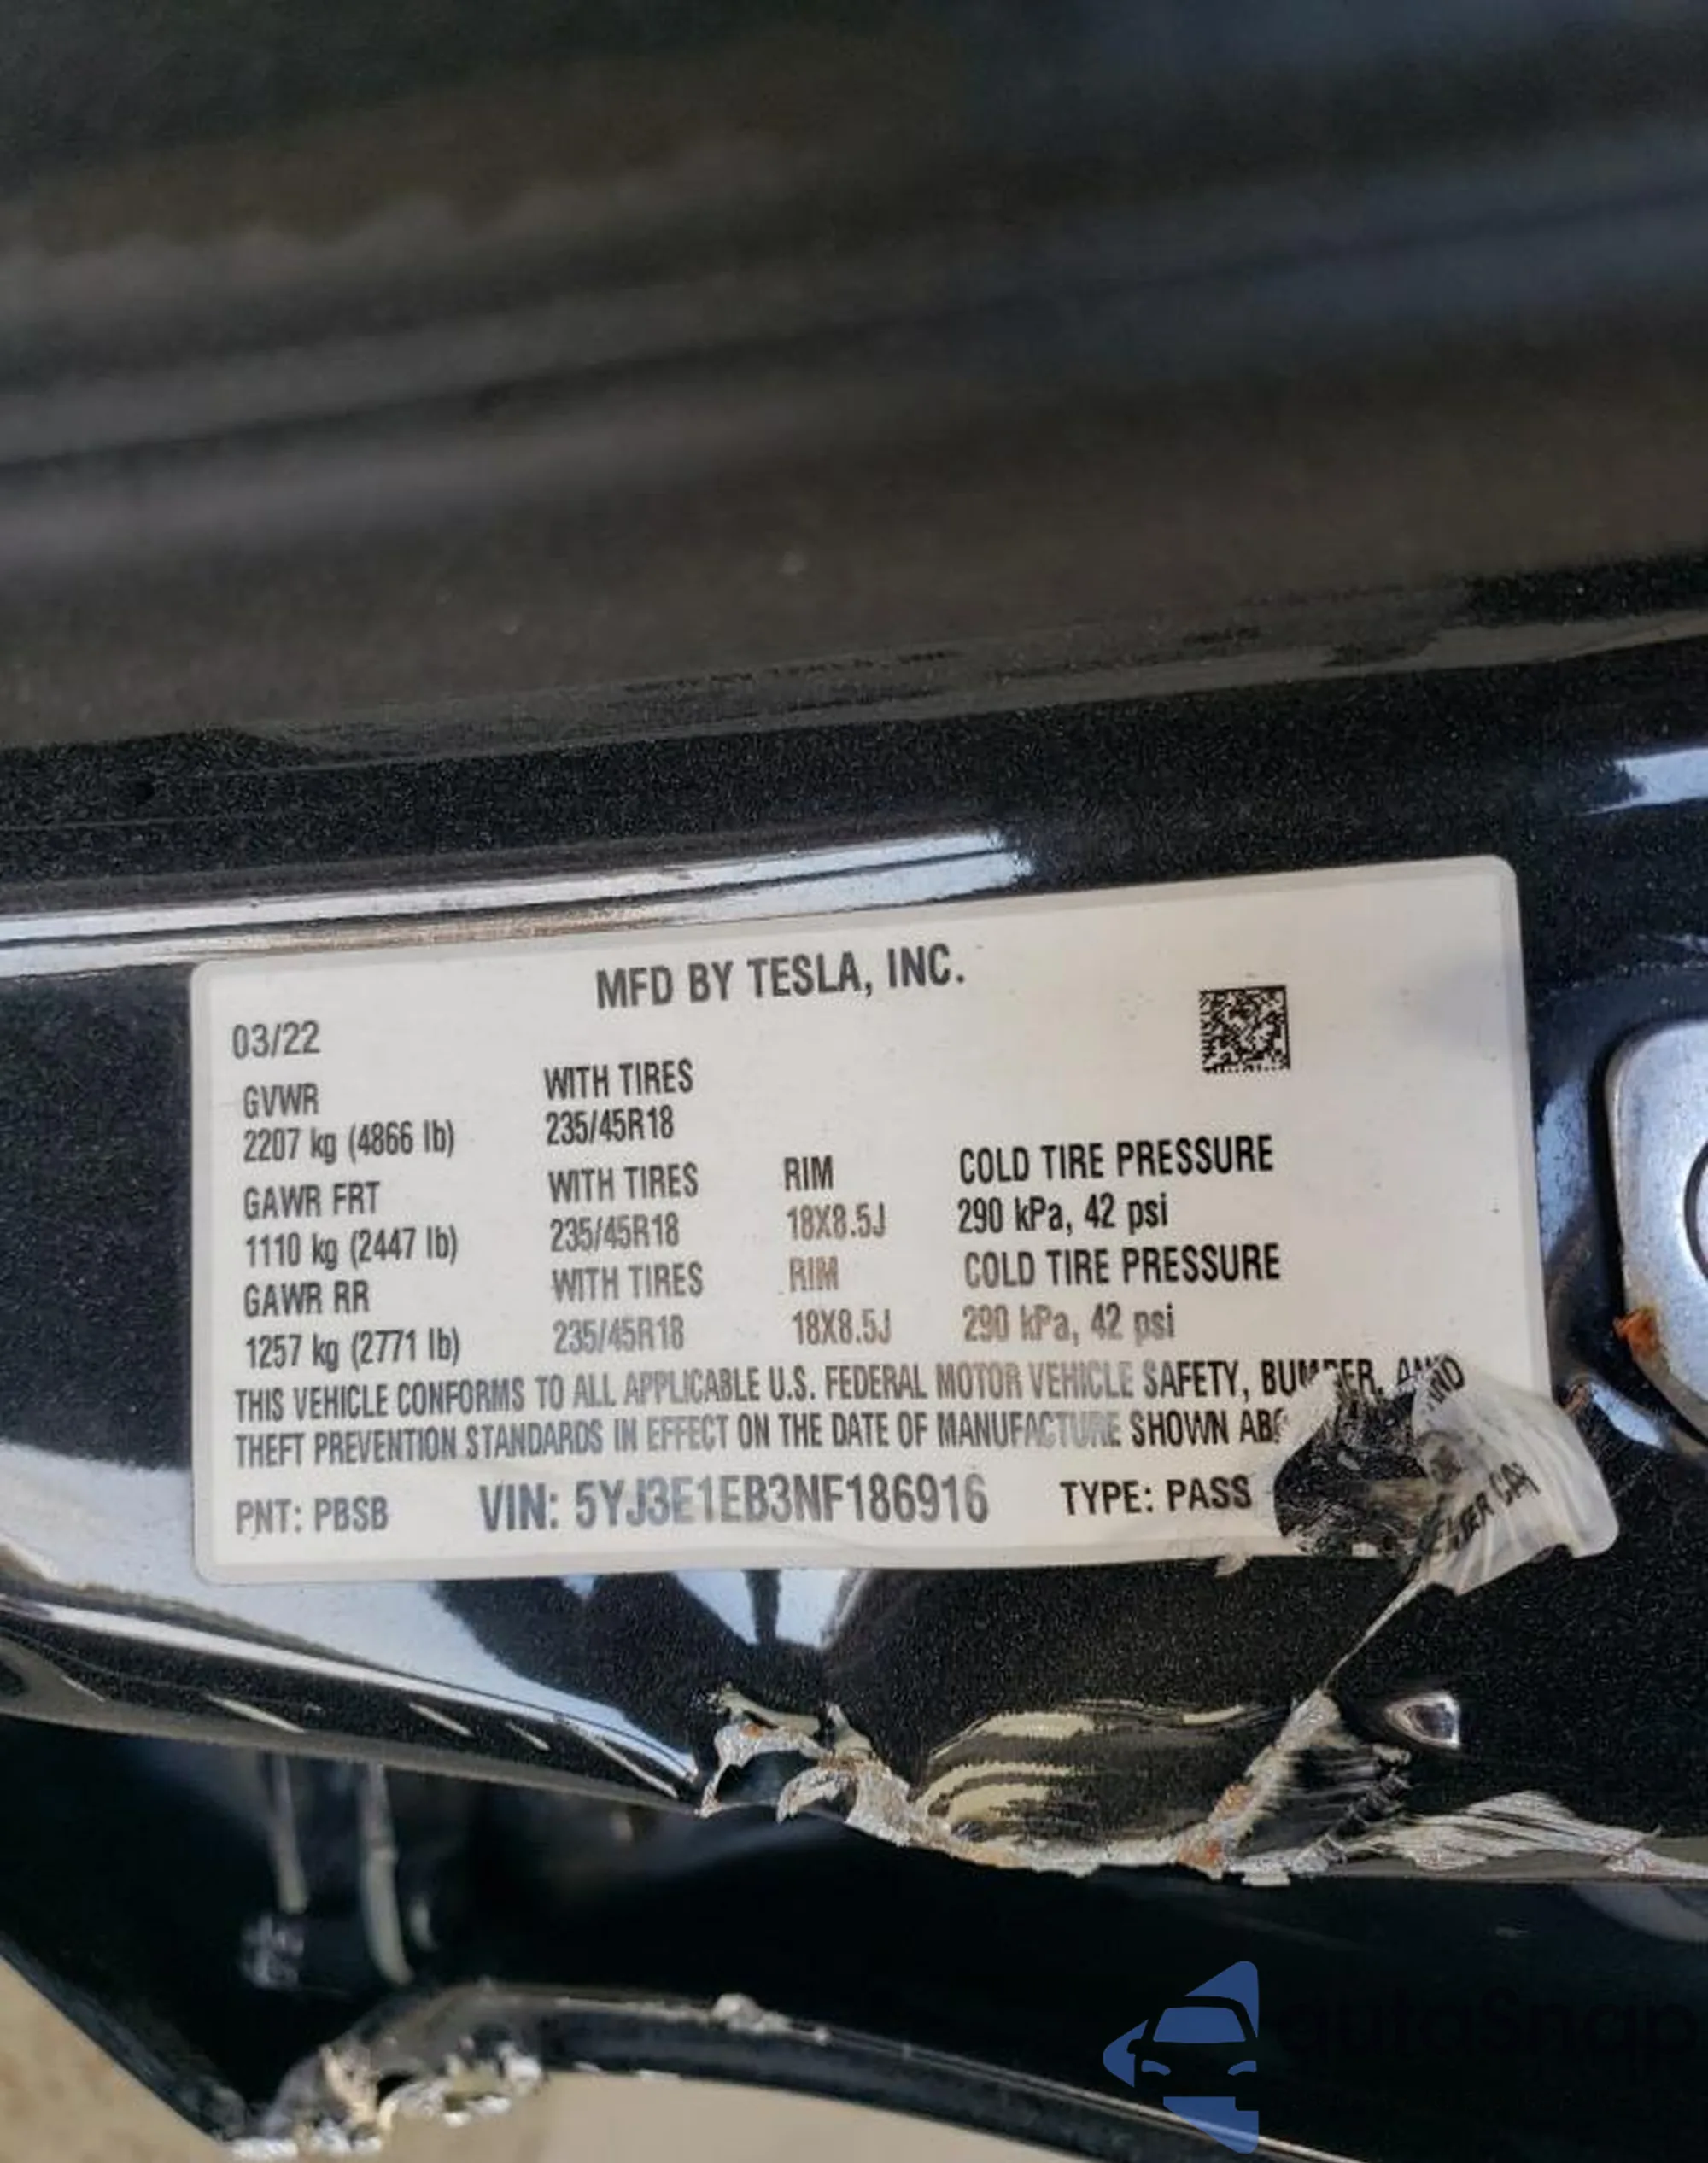 MFD BY TESLA, INC.
03/22
GVWR WITH TIRES
2207 kg (4866 lb) 235/45R18
GAWR FRT WITH TIRES RIM COLD TIRE PRESSURE
1110 kg (2447 lb) 235/45R18 18X8.5J 290 kPa, 42 psi
GAWR RR WITH TIRES RIM COLD TIRE PRESSURE
1257 kg (2771 lb) 235/45R18 18X8.5J 290 kPa, 42 psi
THIS VEHICLE CONFORMS TO ALL APPLICABLE U.S. FEDERAL MOTOR VEHICLE SAFETY, BUMPER, AND
THEFT PREVENTION STANDARDS IN EFFECT ON THE DATE OF MANUFACTURE SHOWN
PNT: PBSB VIN: 5YJ3E1EB3NF186916 TYPE: PASS